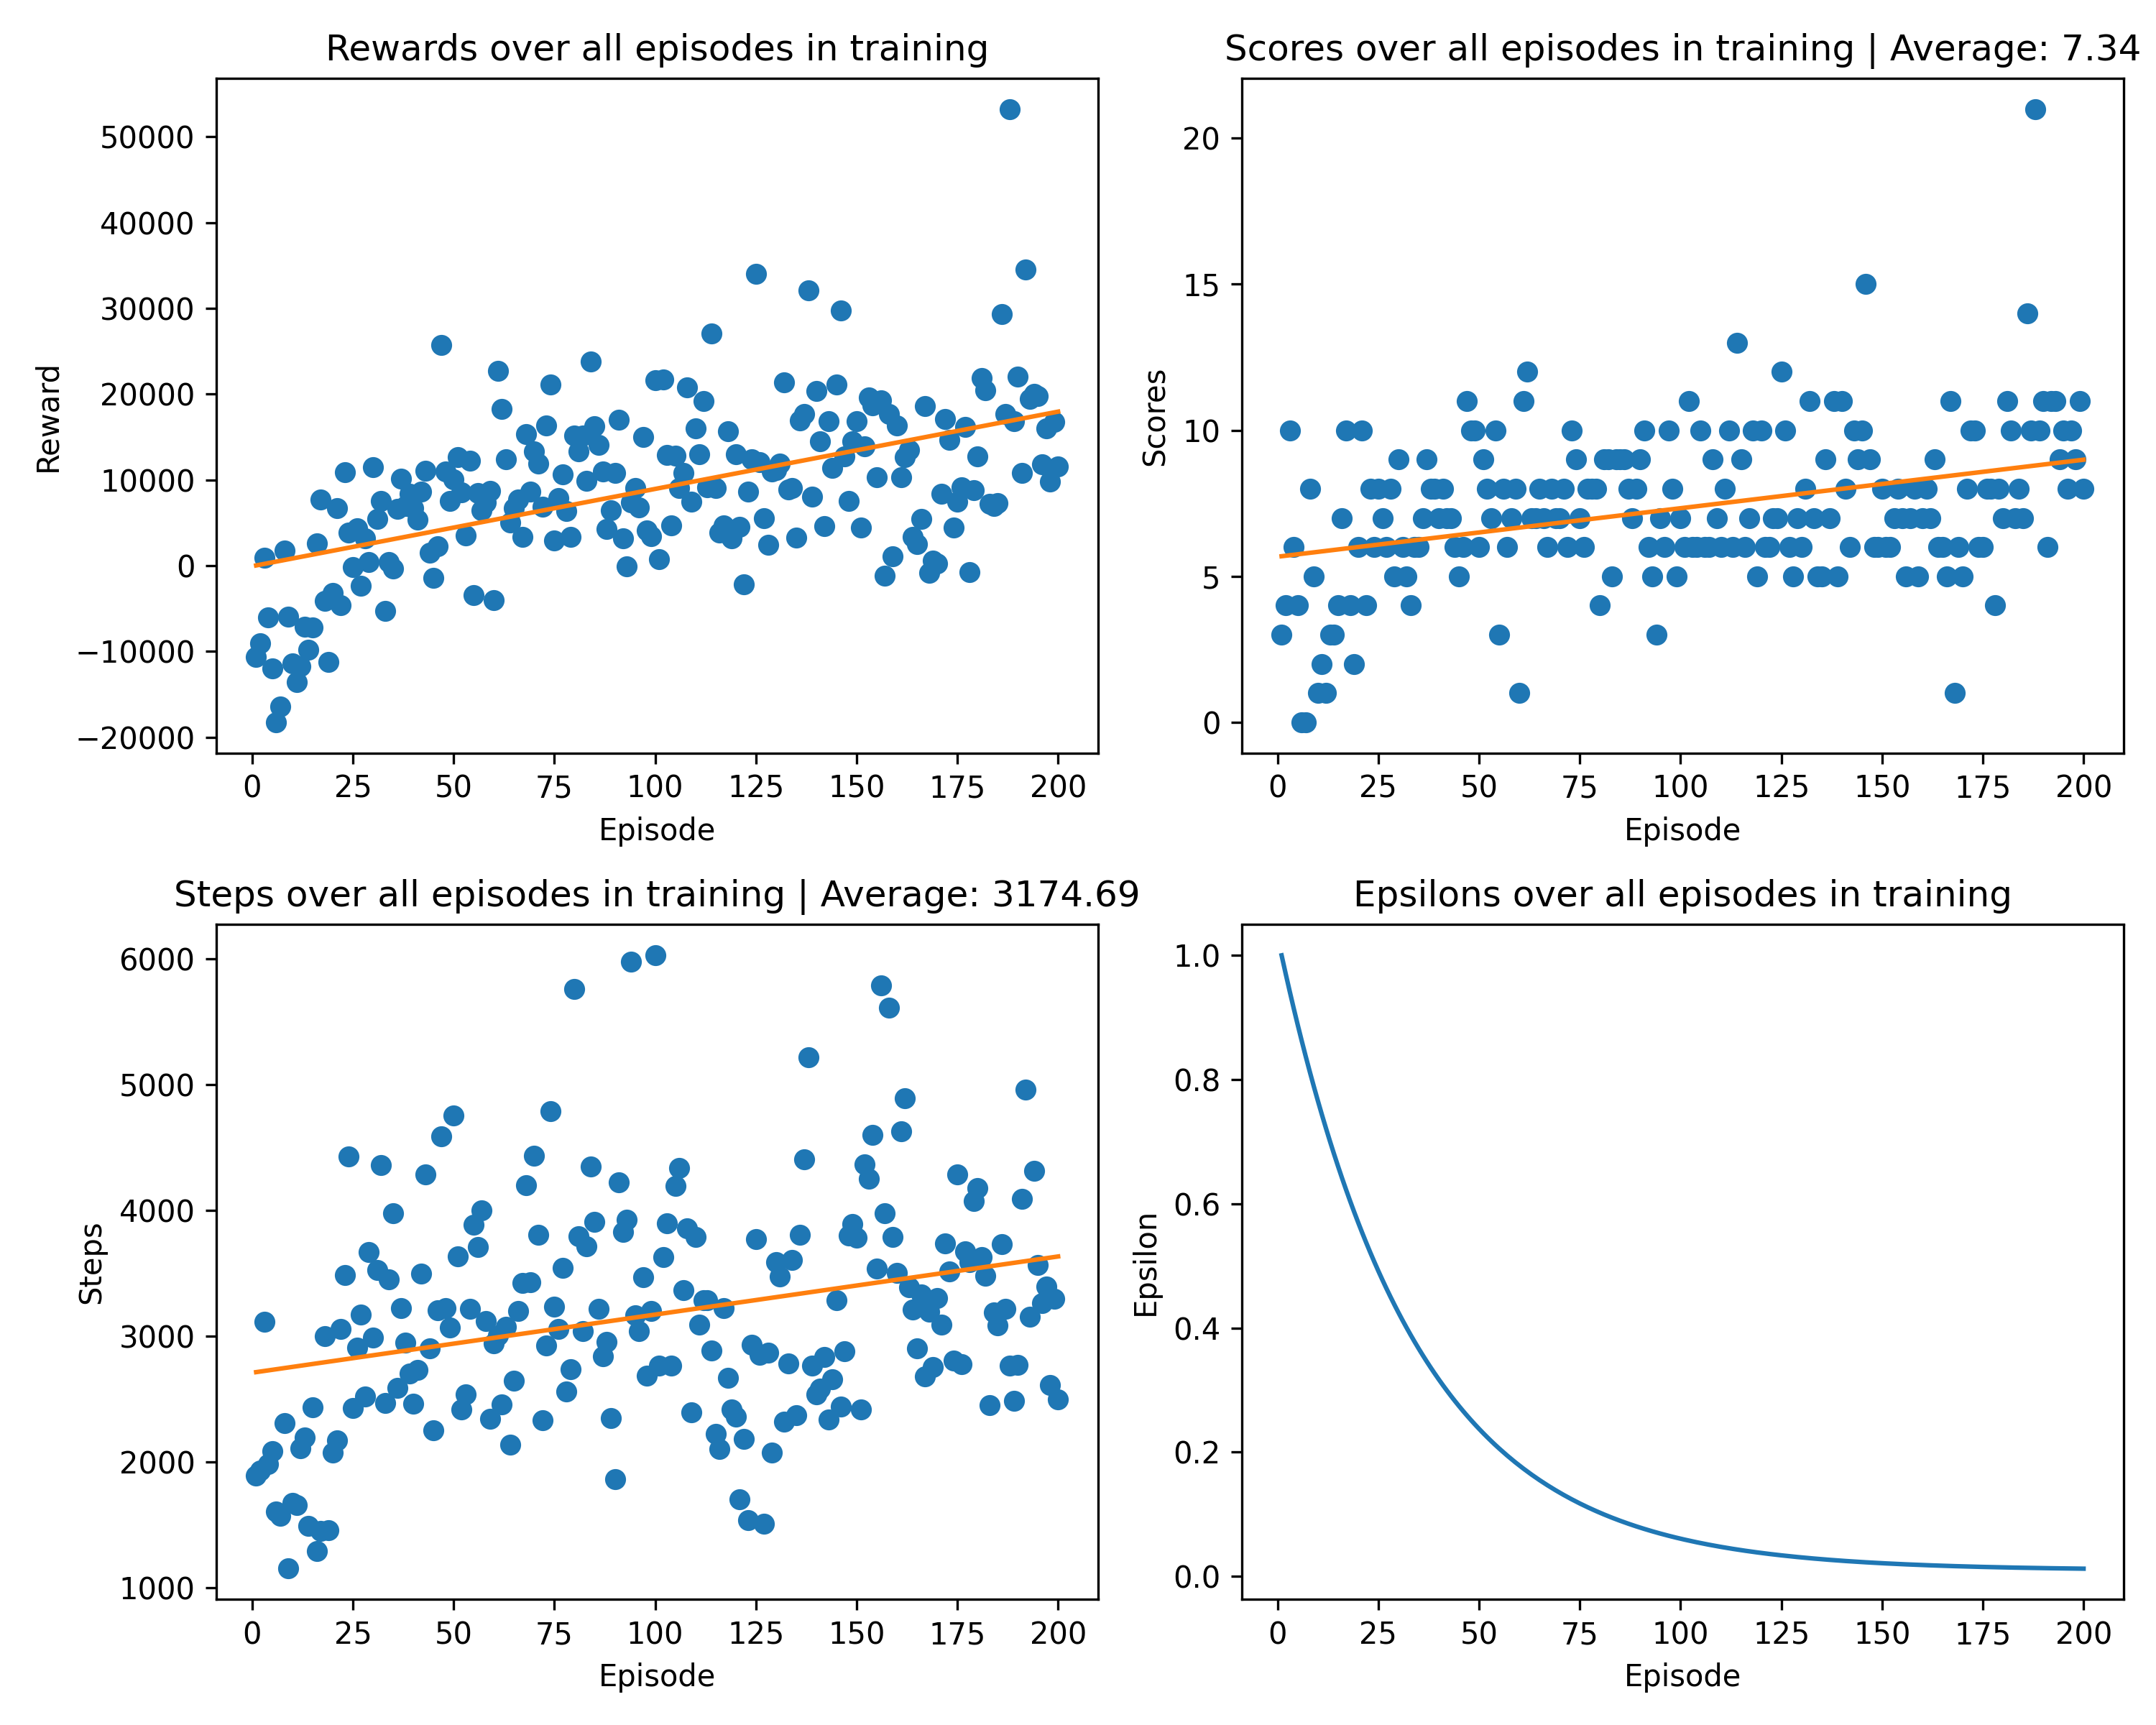 Rewards over all episodes in training
50000
40000
30000
20000
10000
0
−10000
−20000
Reward
0 25 50 75 100 125 150 175 200
Episode
Scores over all episodes in training | Average: 7.34
20
15
10
5
0
Scores
0 25 50 75 100 125 150 175 200
Episode
Steps over all episodes in training | Average: 3174.69
6000
5000
4000
3000
2000
1000
Steps
0 25 50 75 100 125 150 175 200
Episode
Epsilons over all episodes in training
1.0
0.8
0.6
0.4
0.2
0.0
Epsilon
0 25 50 75 100 125 150 175 200
Episode